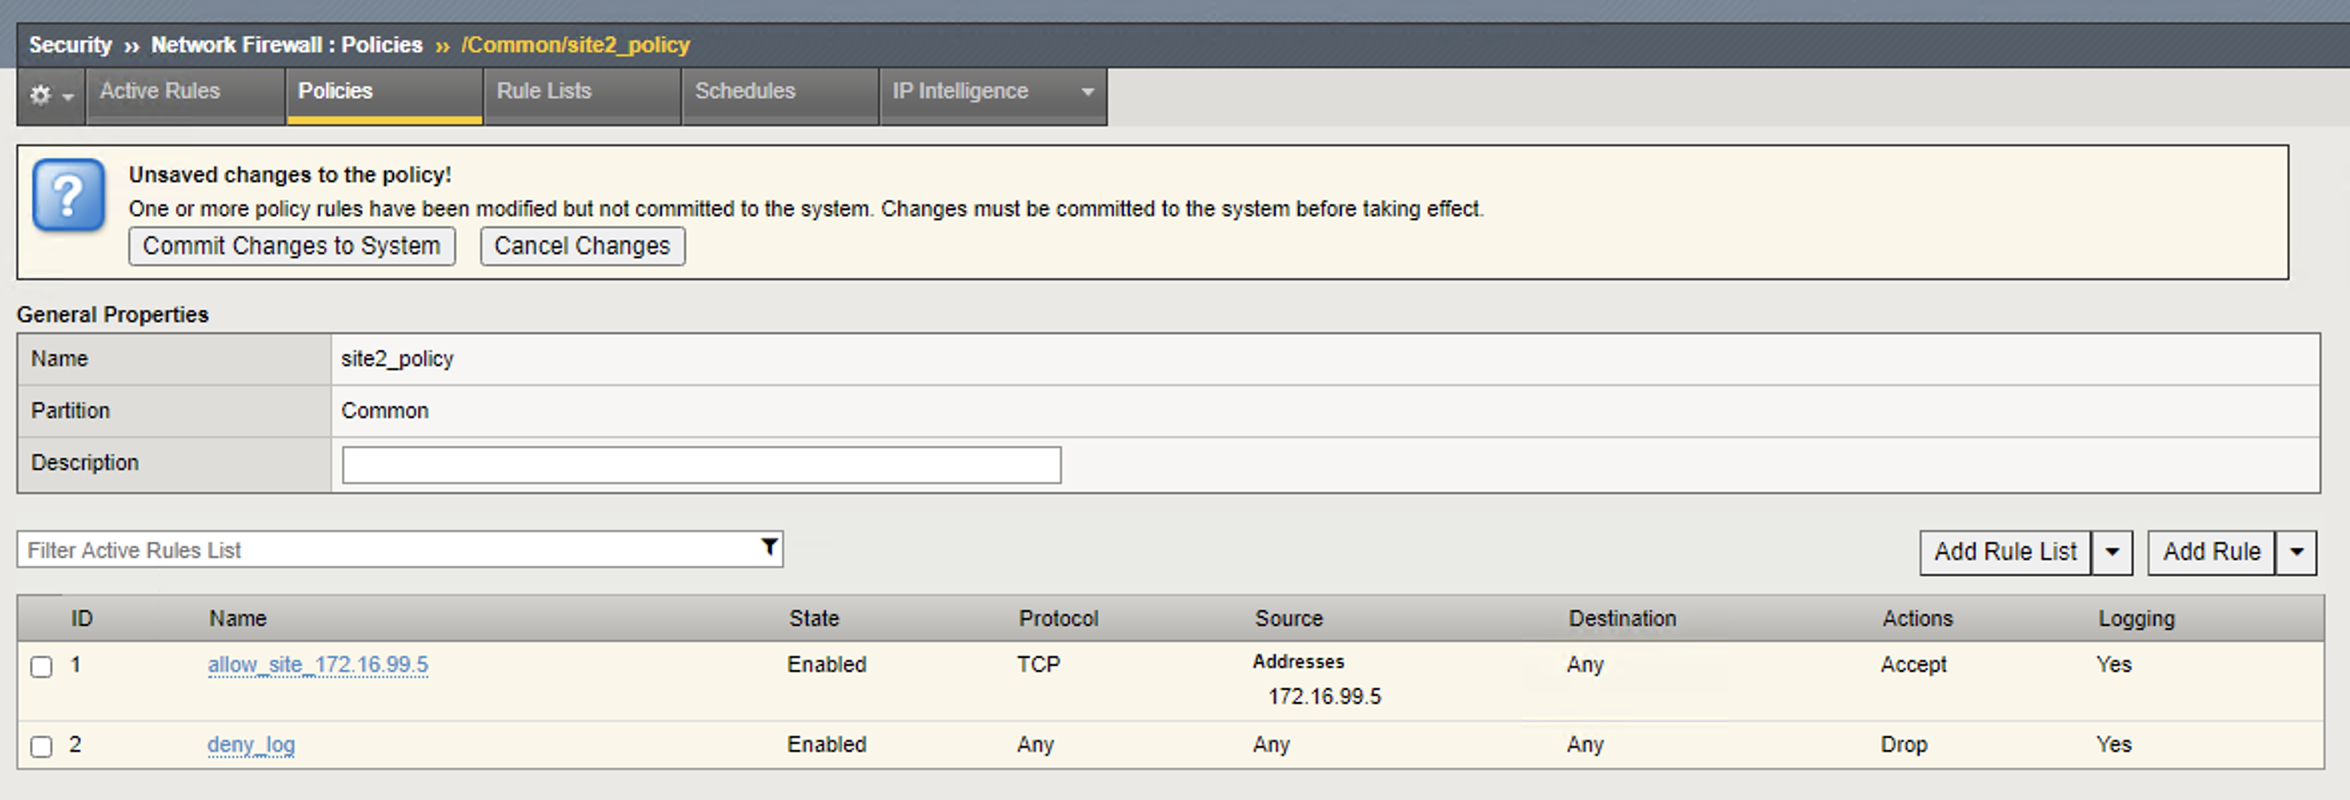 Security ›› Network Firewall : Policies ›› /Common/site2_policy
Active Rules Policies Rule Lists Schedules IP Intelligence
Unsaved changes to the policy!
One or more policy rules have been modified but not committed to the system. Changes must be committed to the system before taking effect.
Commit Changes to System Cancel Changes
General Properties
Name site2_policy
Partition Common
Description
Filter Active Rules List Add Rule List Add Rule
ID Name State Protocol Source Destination Actions Logging
1 allow_site_172.16.99.5 Enabled TCP Addresses Any Accept Yes
172.16.99.5
2 deny_log Enabled Any Any Any Drop Yes